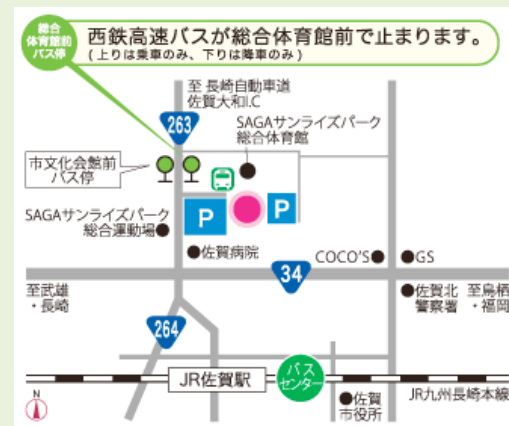 総合
体育館前
バス停
西鉄高速バスが総合体育館前で止まります。
(上りは乗車のみ、下りは降車のみ)
至 長崎自動車道
佐賀大和I.C
263
SAGAサンライズパーク
総合体育館
市文化会館前
バス停
P
P
SAGAサンライズパーク
総合運動場
佐賀病院
COCO'S
GS
34
至武雄
・長崎
佐賀北
警察署
至鳥栖
・福岡
264
JR佐賀駅
バス
センター
N
佐賀
市役所
JR九州長崎本線